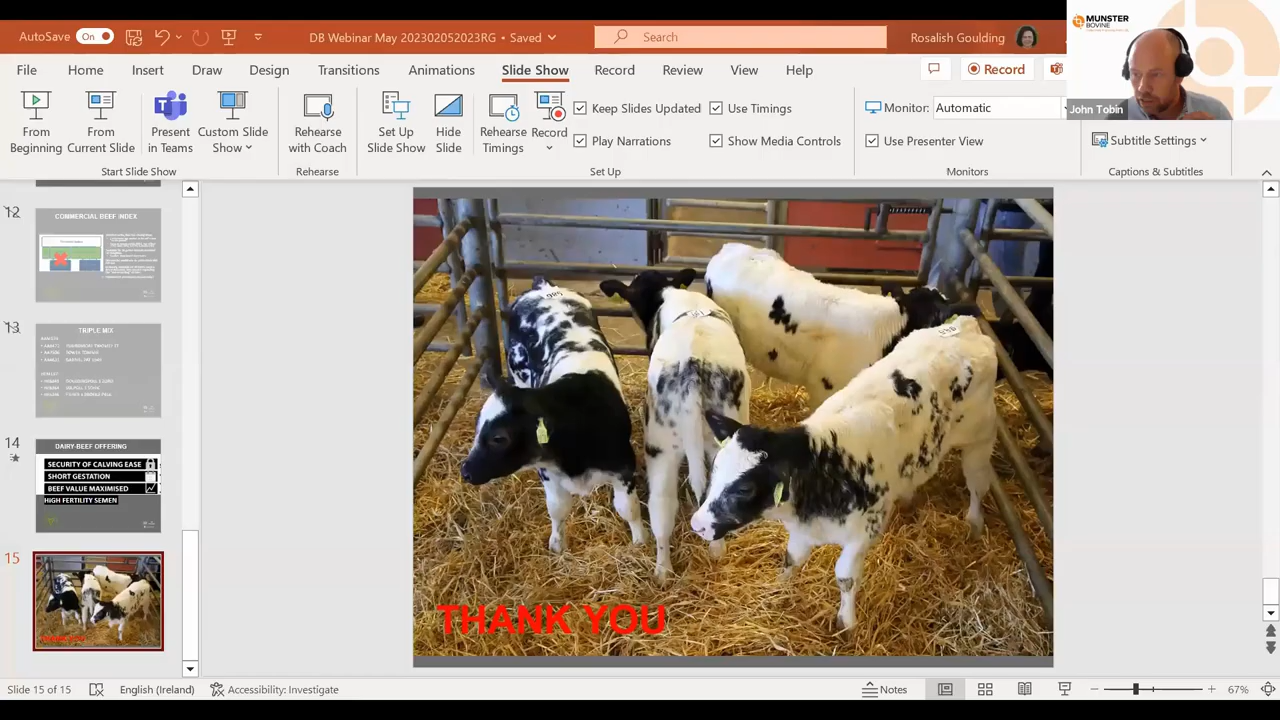 AutoSave On
DB Webinar May 202302052023RG • Saved
Search
Rosalish Goulding
MUNSTER
BOVINE
File Home Insert Draw Design Transitions Animations Slide Show Record Review View Help
Record
John Tobin
From Beginning
From Current Slide
Present in Teams
Custom Slide Show
Rehearse with Coach
Set Up Slide Show
Hide Slide
Rehearse Timings
Record
Keep Slides Updated
Play Narrations
Use Timings
Show Media Controls
Monitor: Automatic
Use Presenter View
Subtitle Settings
Start Slide Show
Rehearse
Set Up
Monitors
Captions & Subtitles
12
COMMERCIAL BEEF INDEX
13
TRIPLE MIX
14
DAIRY-BEEF OFFERING
SECURITY OF CALVING EASE
SHORT GESTATION
BEEF VALUE MAXIMISED
HIGH FERTILITY SEMEN
15
THANK YOU
Slide 15 of 15
English (Ireland)
Accessibility: Investigate
Notes
67%